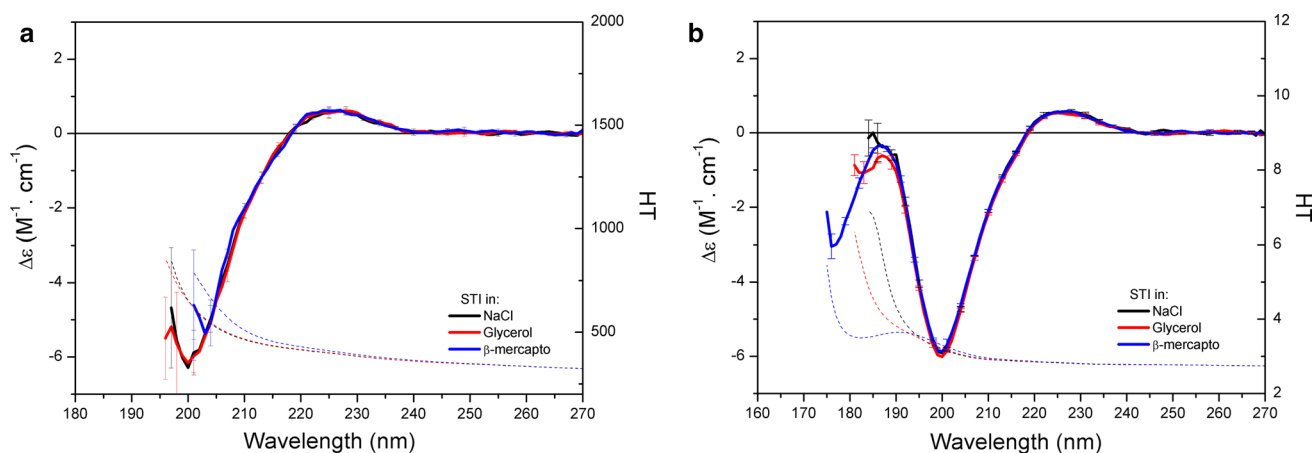 a
2
0
-2
-4
-6
Δε (M⁻¹. cm⁻¹)
2000
1500
1000
500
HT
STI in:
NaCl
Glycerol
β-mercapto
180 190 200 210 220 230 240 250 260 270
Wavelength (nm)
b
2
0
-2
-4
-6
Δε (M⁻¹. cm⁻¹)
12
10
8
6
4
2
HT
STI in:
NaCl
Glycerol
β-mercapto
160 170 180 190 200 210 220 230 240 250 260 270
Wavelength (nm)